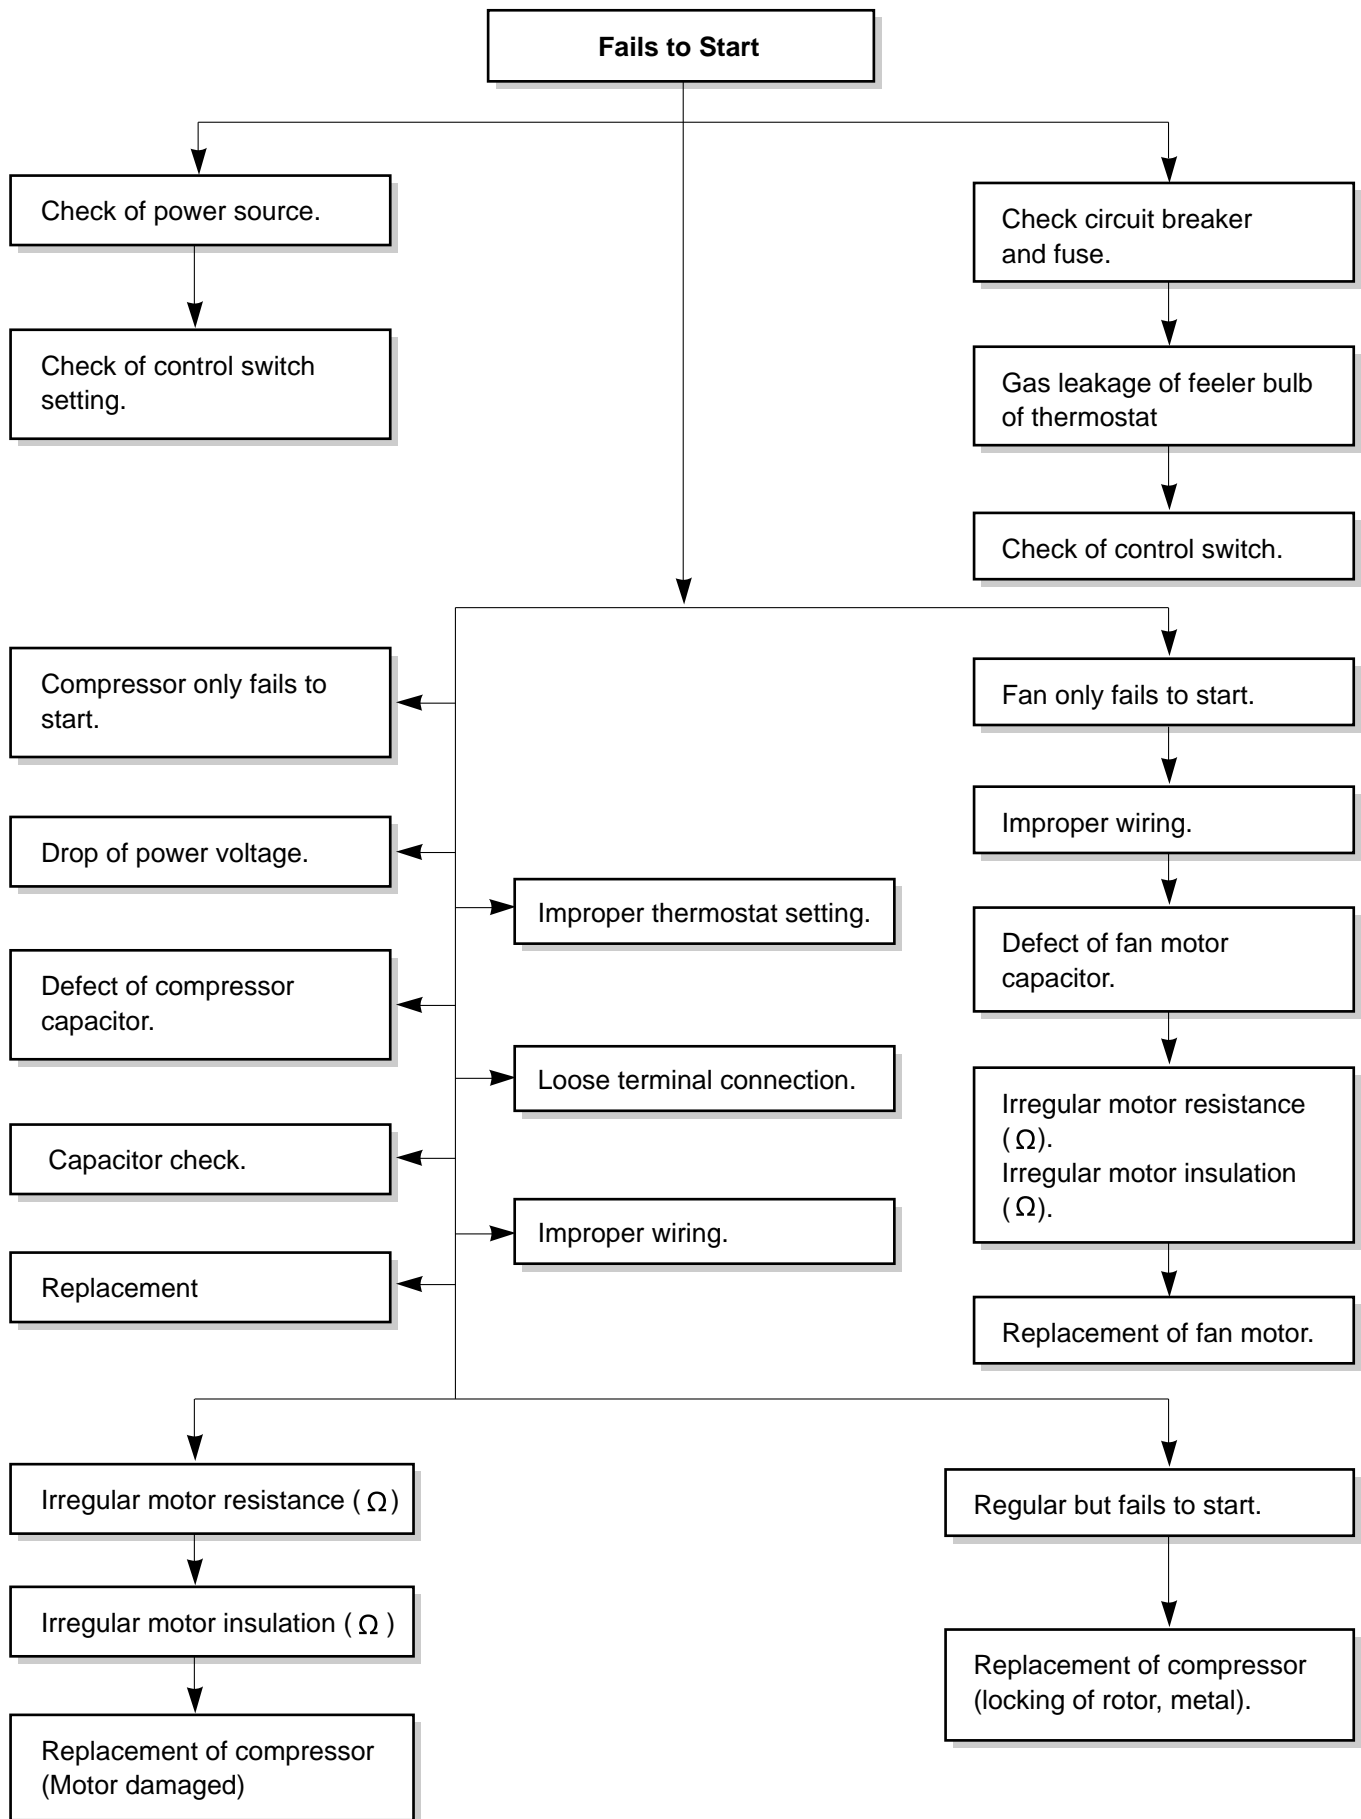 Fails to Start
Check of power source.
Check of control switch
setting.
Check circuit breaker
and fuse.
Gas leakage of feeler bulb
of thermostat
Check of control switch.
Compressor only fails to
start.
Drop of power voltage.
Defect of compressor
capacitor.
Capacitor check.
Replacement
Improper thermostat setting.
Loose terminal connection.
Improper wiring.
Fan only fails to start.
Improper wiring.
Defect of fan motor
capacitor.
Irregular motor resistance
(Ω).
Irregular motor insulation
(Ω).
Replacement of fan motor.
Irregular motor resistance (Ω)
Irregular motor insulation (Ω )
Replacement of compressor
(Motor damaged)
Regular but fails to start.
Replacement of compressor
(locking of rotor, metal).